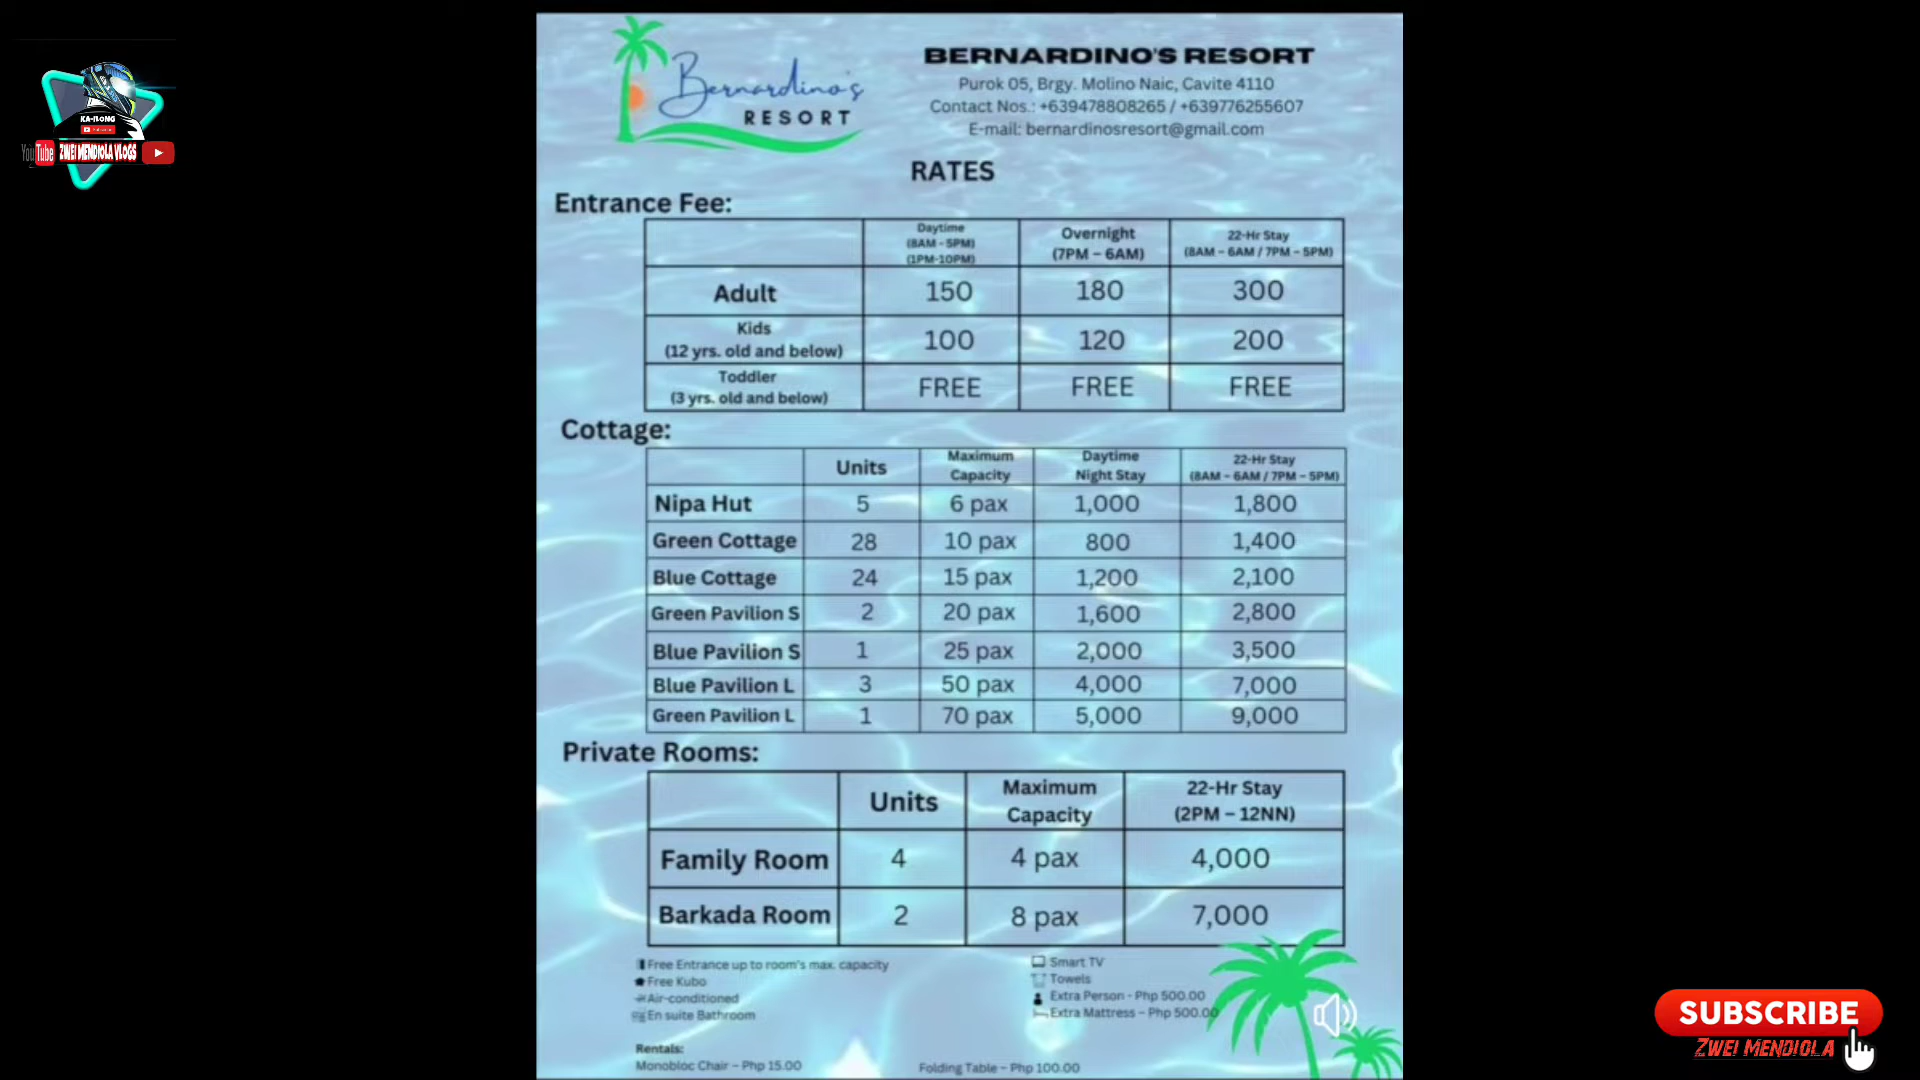 KA-ILONG
Subscribe
YouTube ZWEI MENDIOLA VLOGS
Bernardino's
RESORT
BERNARDINO'S RESORT
Purok 05, Brgy. Molino Naic, Cavite 4110
Contact Nos.: +639478808265 / +639776255607
E-mail: bernardinosresort@gmail.com
RATES
Entrance Fee:
Daytime (8AM - 5PM) (1PM-10PM) Overnight (7PM – 6AM) 22-Hr Stay (8AM – 6AM / 7PM – 5PM)
Adult 150 180 300
Kids (12 yrs. old and below) 100 120 200
Toddler (3 yrs. old and below) FREE FREE FREE
Cottage:
Units Maximum Capacity Daytime Night Stay 22-Hr Stay (8AM – 6AM / 7PM – 5PM)
Nipa Hut 5 6 pax 1,000 1,800
Green Cottage 28 10 pax 800 1,400
Blue Cottage 24 15 pax 1,200 2,100
Green Pavilion S 2 20 pax 1,600 2,800
Blue Pavilion S 1 25 pax 2,000 3,500
Blue Pavilion L 3 50 pax 4,000 7,000
Green Pavilion L 1 70 pax 5,000 9,000
Private Rooms:
Units Maximum Capacity 22-Hr Stay (2PM – 12NN)
Family Room 4 4 pax 4,000
Barkada Room 2 8 pax 7,000
Free Entrance up to room's max. capacity
Free Kubo
Air-conditioned
En suite Bathroom
Smart TV
Towels
Extra Person - Php 500.00
Extra Mattress – Php 500.00
Rentals:
Monobloc Chair – Php 15.00 Folding Table – Php 100.00
SUBSCRIBE
ZWEI MENDIOLA